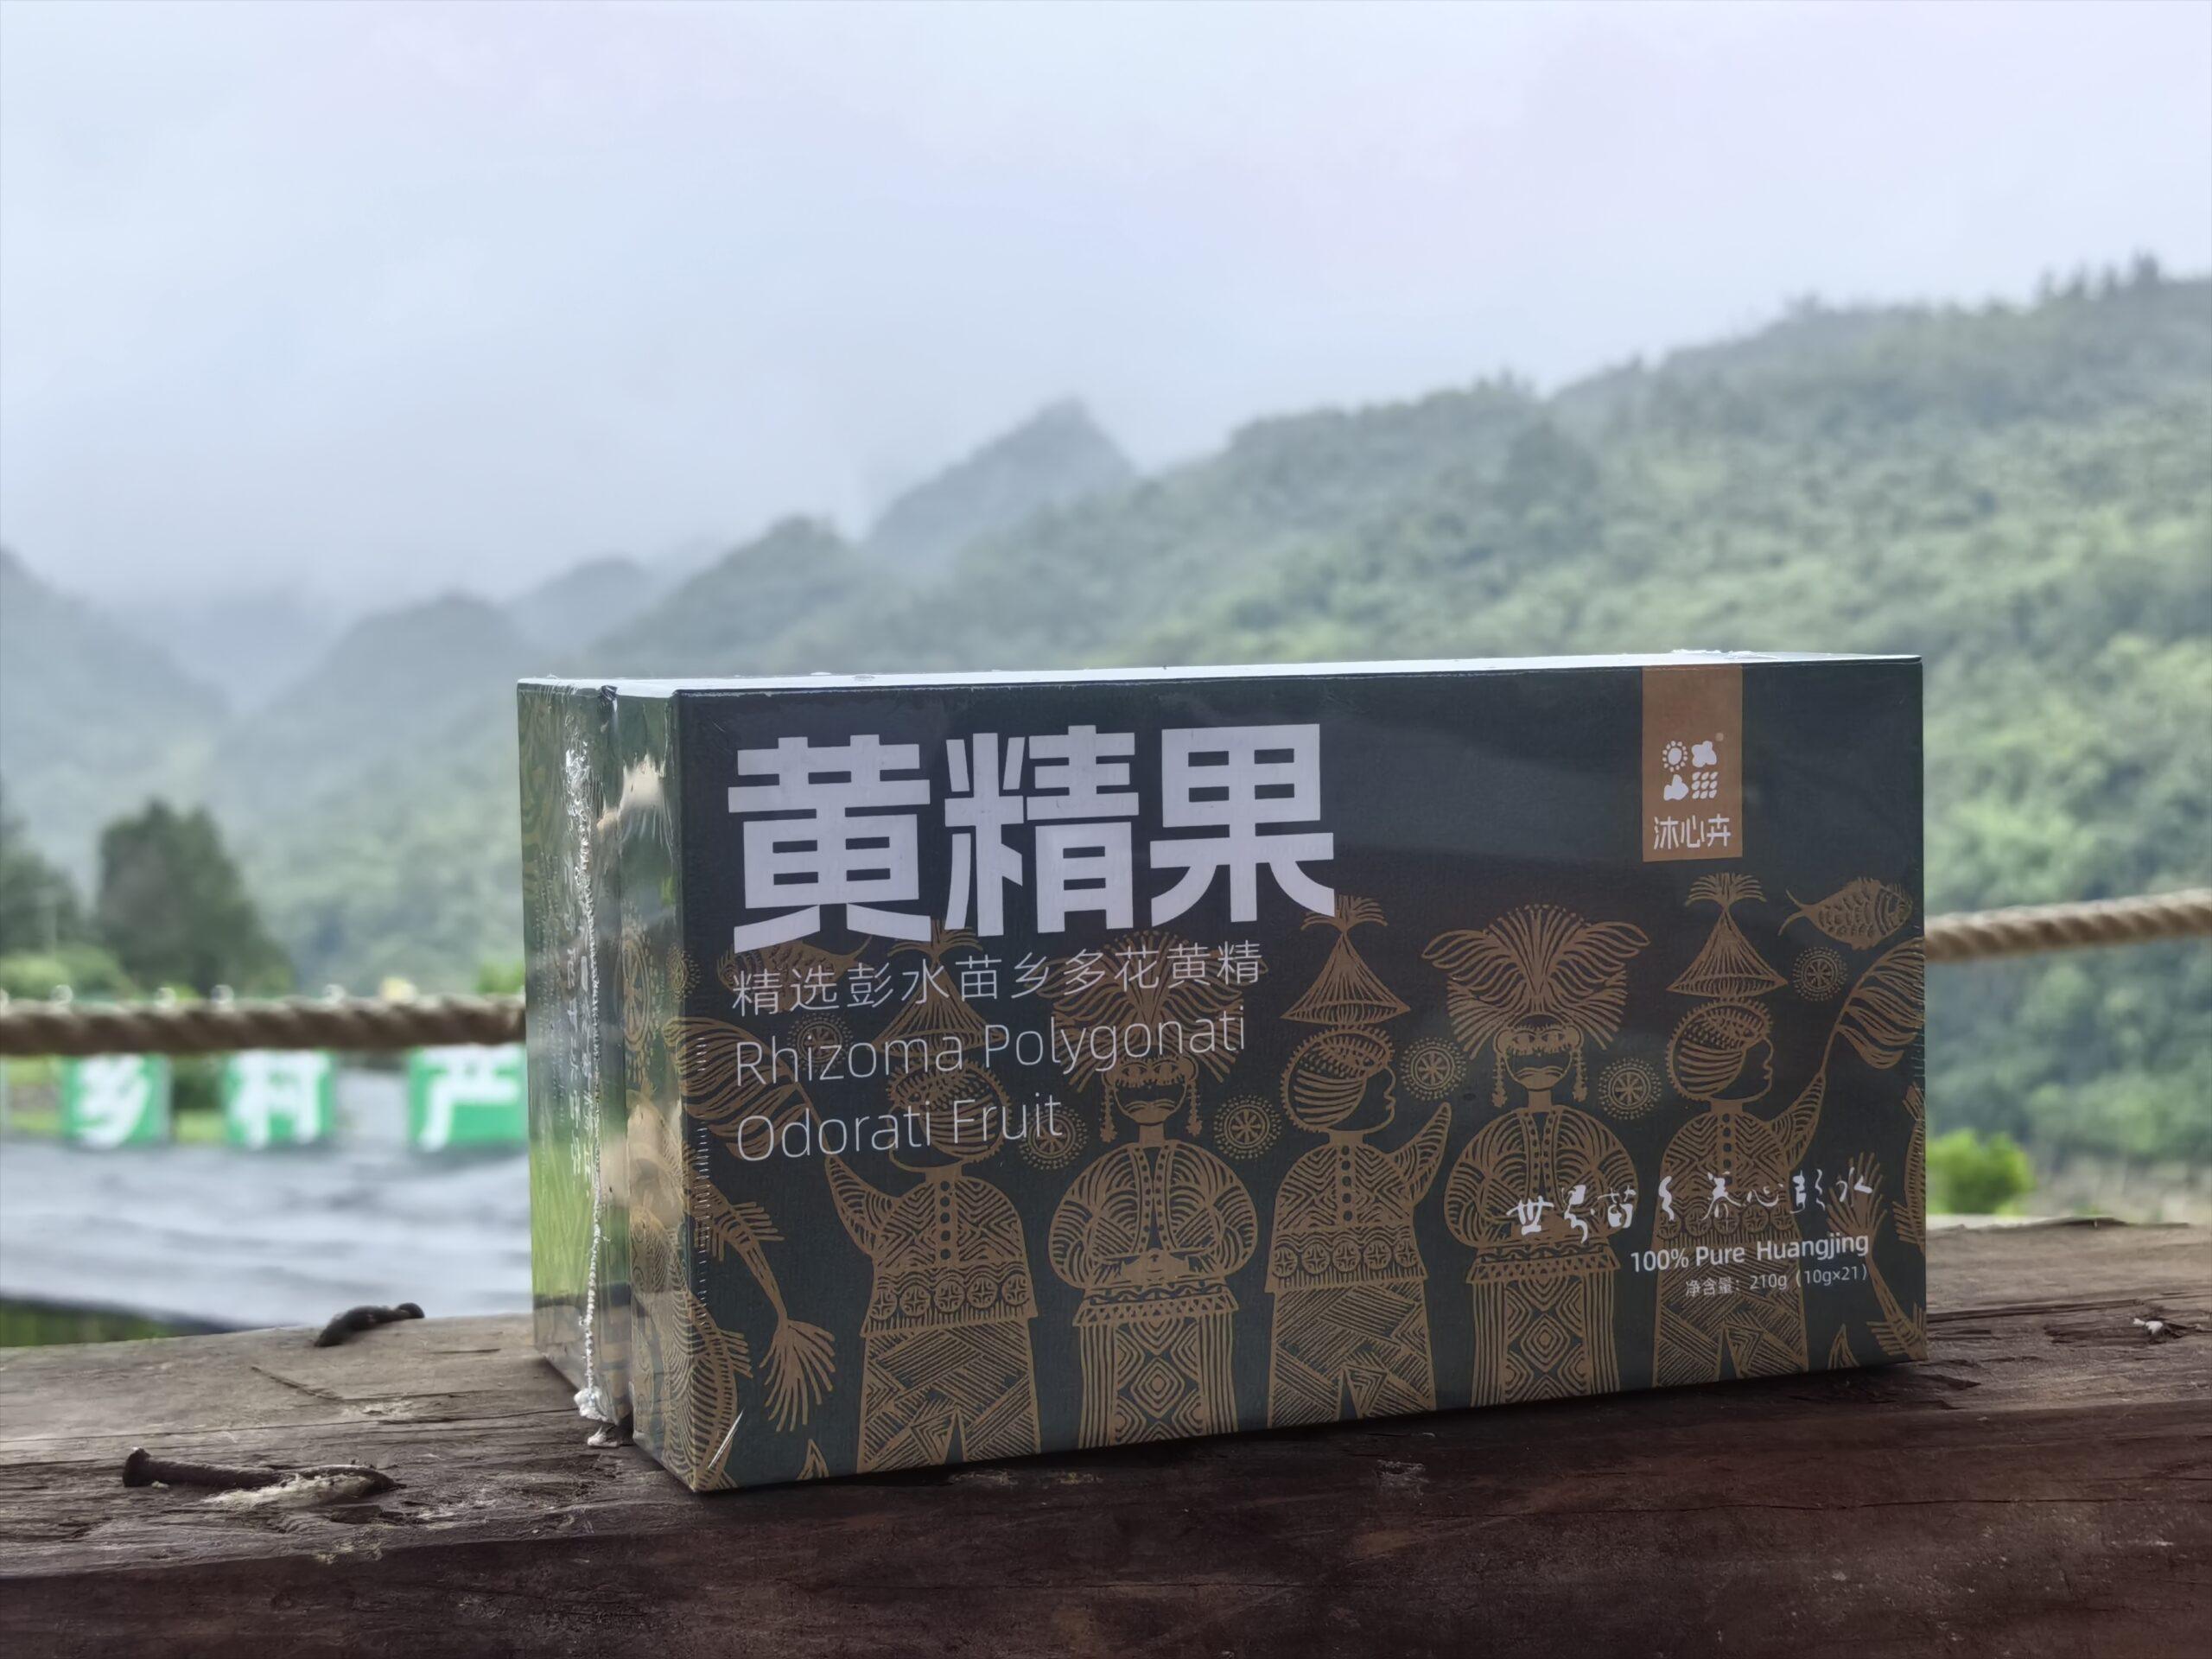 黄精果
精选彭水苗乡多花黄精
Rhizoma Polygonati
Odorati Fruit
沐心卉
世界苗乡 养心彭水
100% Pure Huangjing
净含量：210g（10g×21）
乡村产